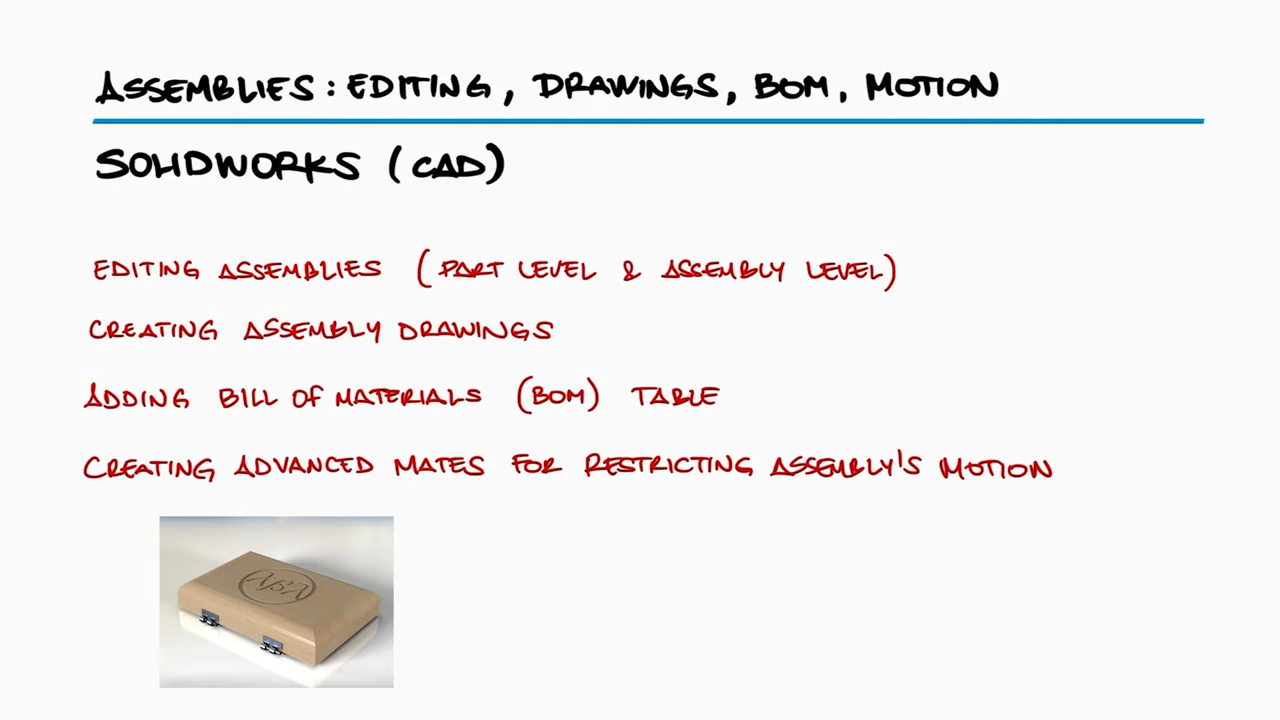 ASSEMBLIES: EDITING, DRAWINGS, BOM, MOTION
SOLIDWORKS (CAD)
EDITING ASSEMBLIES (PART LEVEL & ASSEMBLY LEVEL)
CREATING ASSEMBLY DRAWINGS
ADDING BILL OF MATERIALS (BOM) TABLE
CREATING ADVANCED MATES FOR RESTRICTING ASSEMBLY'S MOTION